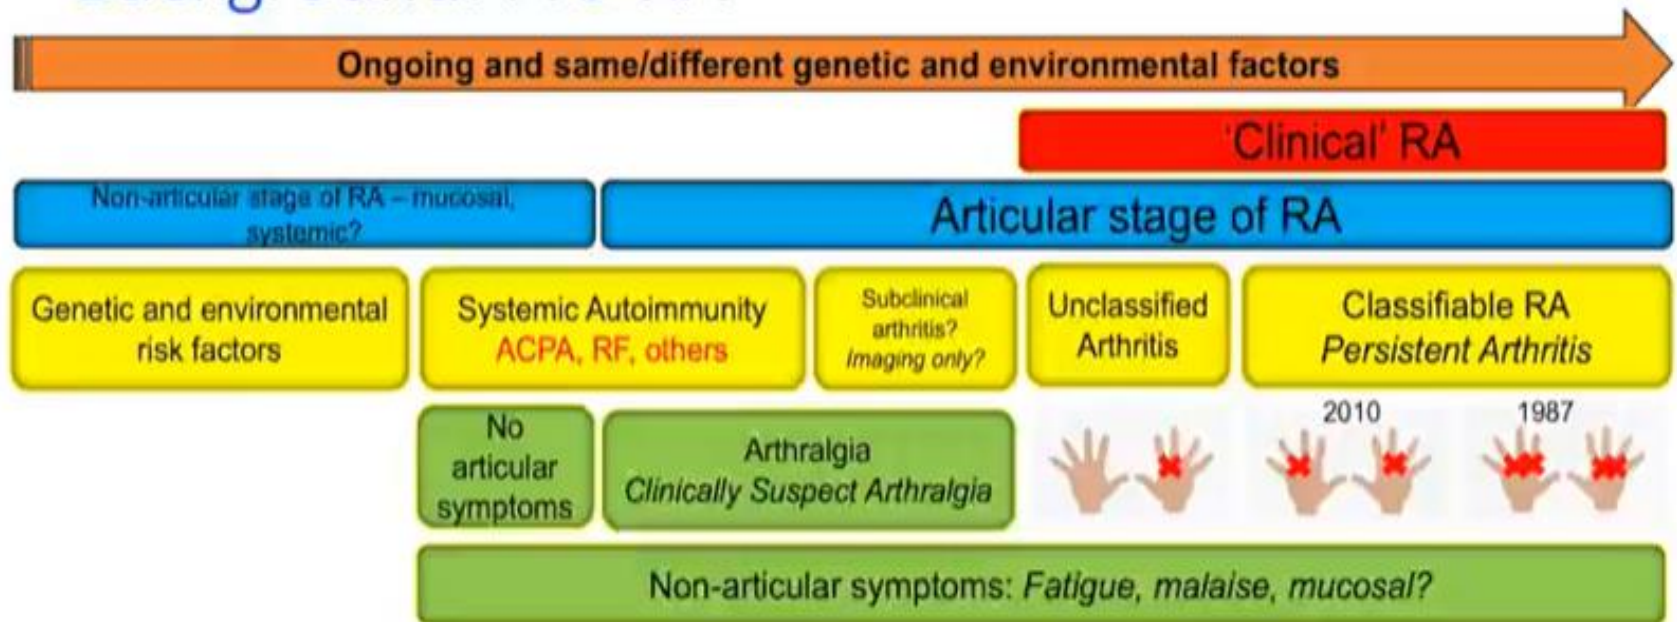 Ongoing and same/different genetic and environmental factors
'Clinical' RA
Non-articular stage of RA – mucosal,
systemic?
Articular stage of RA
Genetic and environmental
risk factors
Systemic Autoimmunity
ACPA, RF, others
Subclinical
arthritis?
Imaging only?
Unclassified
Arthritis
Classifiable RA
Persistent Arthritis
No
articular
symptoms
Arthralgia
Clinically Suspect Arthralgia
2010
1987
Non-articular symptoms: Fatigue, malaise, mucosal?